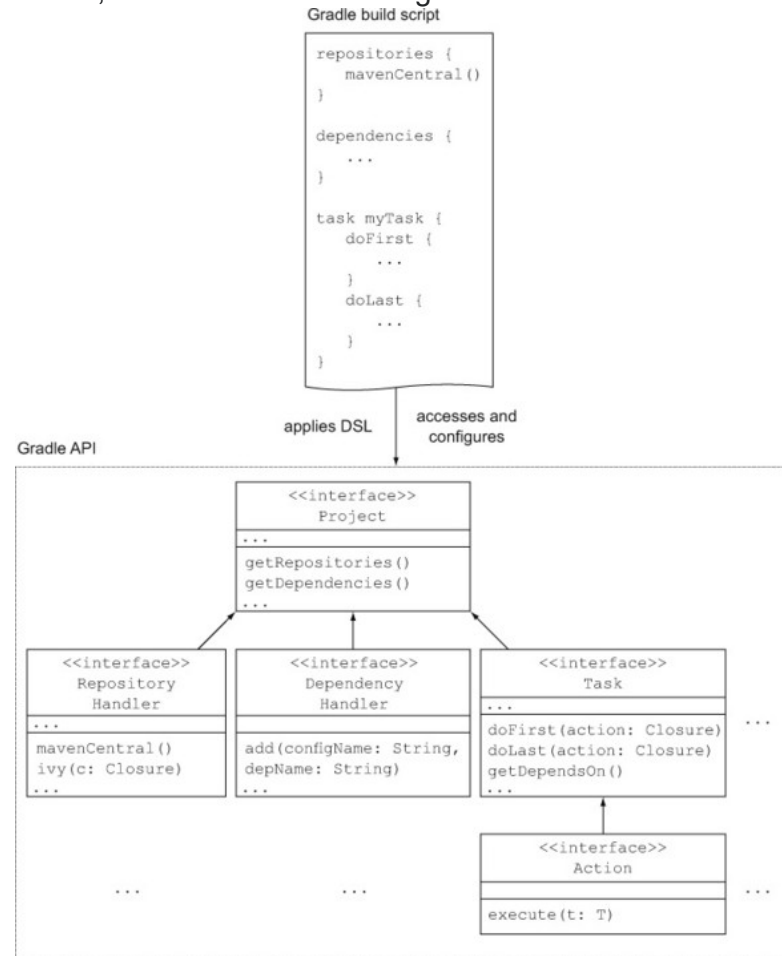 Gradle build script
repositories {
mavenCentral()
}
dependencies {
...
}
task myTask {
doFirst {
...
}
doLast {
...
}
}
applies DSL
accesses and
configures
Gradle API
<<interface>>
Project
...
getRepositories()
getDependencies()
...
<<interface>>
Repository
Handler
...
mavenCentral()
ivy(c: Closure)
...
<<interface>>
Dependency
Handler
...
add(configName: String,
depName: String)
...
<<interface>>
Task
...
doFirst(action: Closure)
doLast(action: Closure)
getDependsOn()
...
...
<<interface>>
Action
execute(t: T)
...
...
...